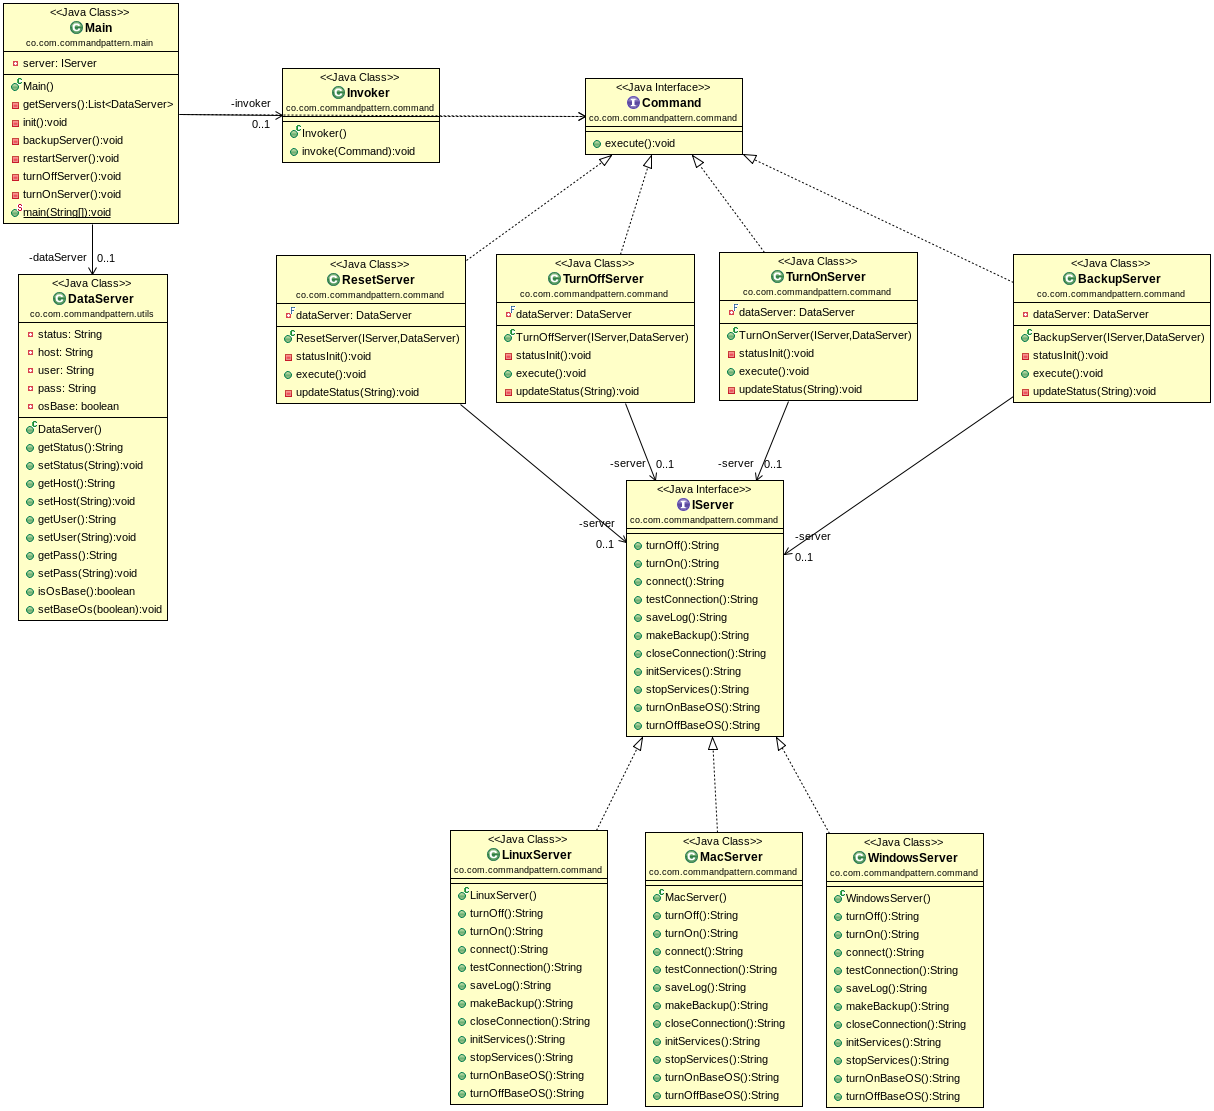 <<Java Class>>
Main
co.com.commandpattern.main
server: IServer
Main()
getServers():List<DataServer>
init():void
backupServer():void
restartServer():void
turnOffServer():void
turnOnServer():void
main(String[]):void
-invoker
0..1
<<Java Class>>
Invoker
co.com.commandpattern.command
Invoker()
invoke(Command):void
<<Java Interface>>
Command
co.com.commandpattern.command
execute():void
-dataServer
0..1
<<Java Class>>
DataServer
co.com.commandpattern.utils
status: String
host: String
user: String
pass: String
osBase: boolean
DataServer()
getStatus():String
setStatus(String):void
getHost():String
setHost(String):void
getUser():String
setUser(String):void
getPass():String
setPass(String):void
isOsBase():boolean
setBaseOs(boolean):void
<<Java Class>>
ResetServer
co.com.commandpattern.command
dataServer: DataServer
ResetServer(IServer,DataServer)
statusInit():void
execute():void
updateStatus(String):void
<<Java Class>>
TurnOffServer
co.com.commandpattern.command
dataServer: DataServer
TurnOffServer(IServer,DataServer)
statusInit():void
execute():void
updateStatus(String):void
<<Java Class>>
TurnOnServer
co.com.commandpattern.command
dataServer: DataServer
TurnOnServer(IServer,DataServer)
statusInit():void
execute():void
updateStatus(String):void
<<Java Class>>
BackupServer
co.com.commandpattern.command
dataServer: DataServer
BackupServer(IServer,DataServer)
statusInit():void
execute():void
updateStatus(String):void
-server
0..1
-server
0..1
-server
0..1
-server
0..1
<<Java Interface>>
IServer
co.com.commandpattern.command
turnOff():String
turnOn():String
connect():String
testConnection():String
saveLog():String
makeBackup():String
closeConnection():String
initServices():String
stopServices():String
turnOnBaseOS():String
turnOffBaseOS():String
<<Java Class>>
LinuxServer
co.com.commandpattern.command
LinuxServer()
turnOff():String
turnOn():String
connect():String
testConnection():String
saveLog():String
makeBackup():String
closeConnection():String
initServices():String
stopServices():String
turnOnBaseOS():String
turnOffBaseOS():String
<<Java Class>>
MacServer
co.com.commandpattern.command
MacServer()
turnOff():String
turnOn():String
connect():String
testConnection():String
saveLog():String
makeBackup():String
closeConnection():String
initServices():String
stopServices():String
turnOnBaseOS():String
turnOffBaseOS():String
<<Java Class>>
WindowsServer
co.com.commandpattern.command
WindowsServer()
turnOff():String
turnOn():String
connect():String
testConnection():String
saveLog():String
makeBackup():String
closeConnection():String
initServices():String
stopServices():String
turnOnBaseOS():String
turnOffBaseOS():String